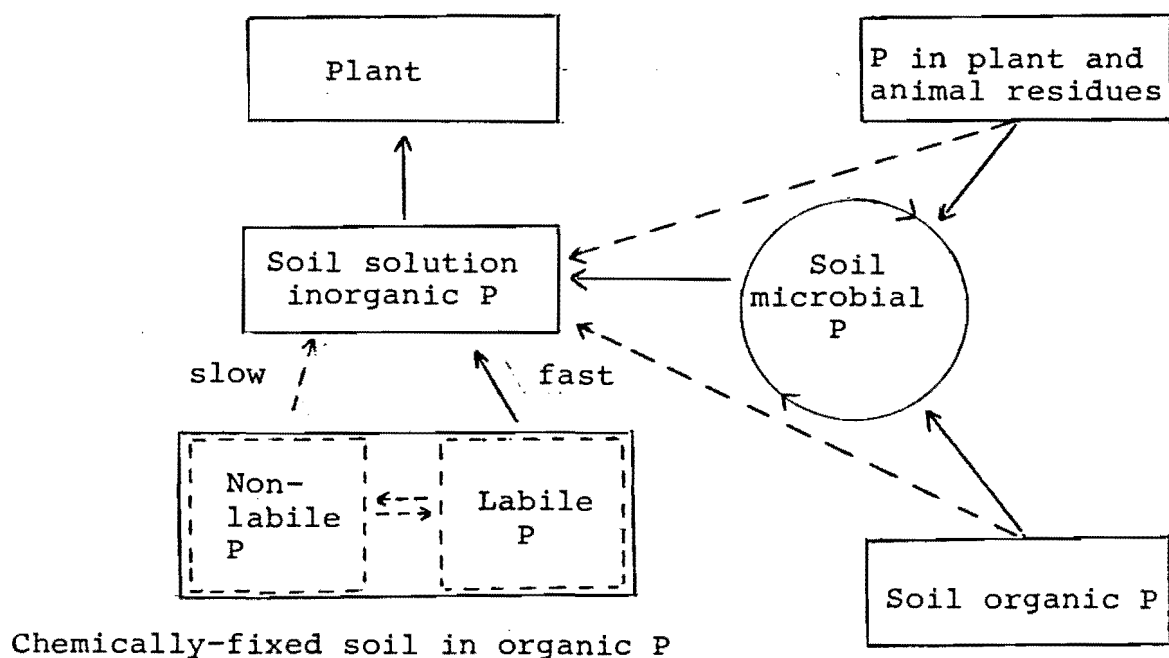 Plant
P in plant and
animal residues
Soil solution
inorganic P
Soil
microbial
P
slow
fast
Non-
labile
P
Labile
P
Soil organic P
Chemically-fixed soil in organic P